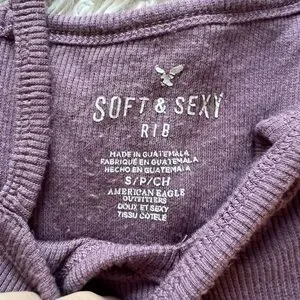 SOFT & SEXY
RIB
MADE IN GUATEMALA
FABRIQUÉ EN GUATEMALA
HECHO EN GUATEMALA
S/P/CH
AMERICAN EAGLE
OUTFITTERS
DOUX ET SEXY
TISSU CÔTELÉ